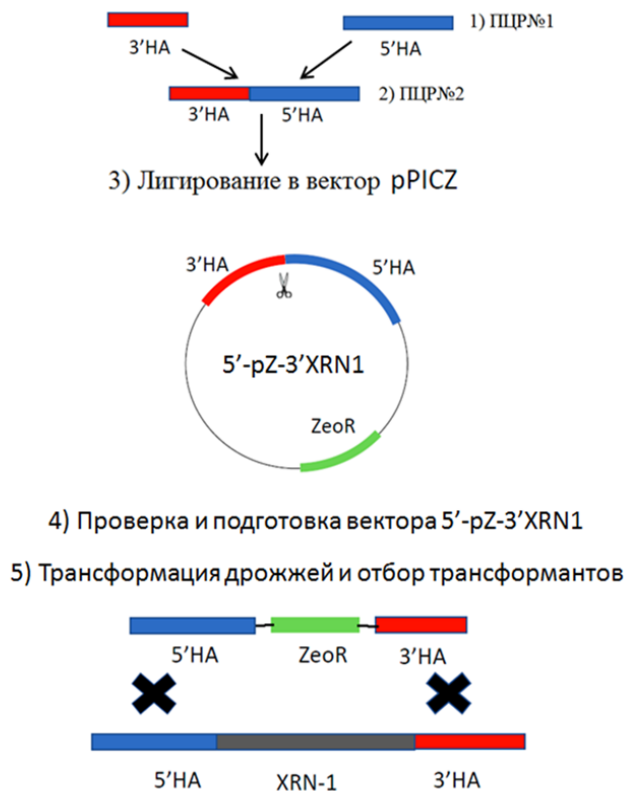 1) ПЦР№1
3’HA 5’HA
2) ПЦР№2
3’HA 5’HA
3) Лигирование в вектор pPICZ
3’HA 5’HA
5’-pZ-3’XRN1
ZeoR
4) Проверка и подготовка вектора 5’-pZ-3’XRN1
5) Трансформация дрожжей и отбор трансформантов
5’HA ZeoR 3’HA
5’HA XRN-1 3’HA